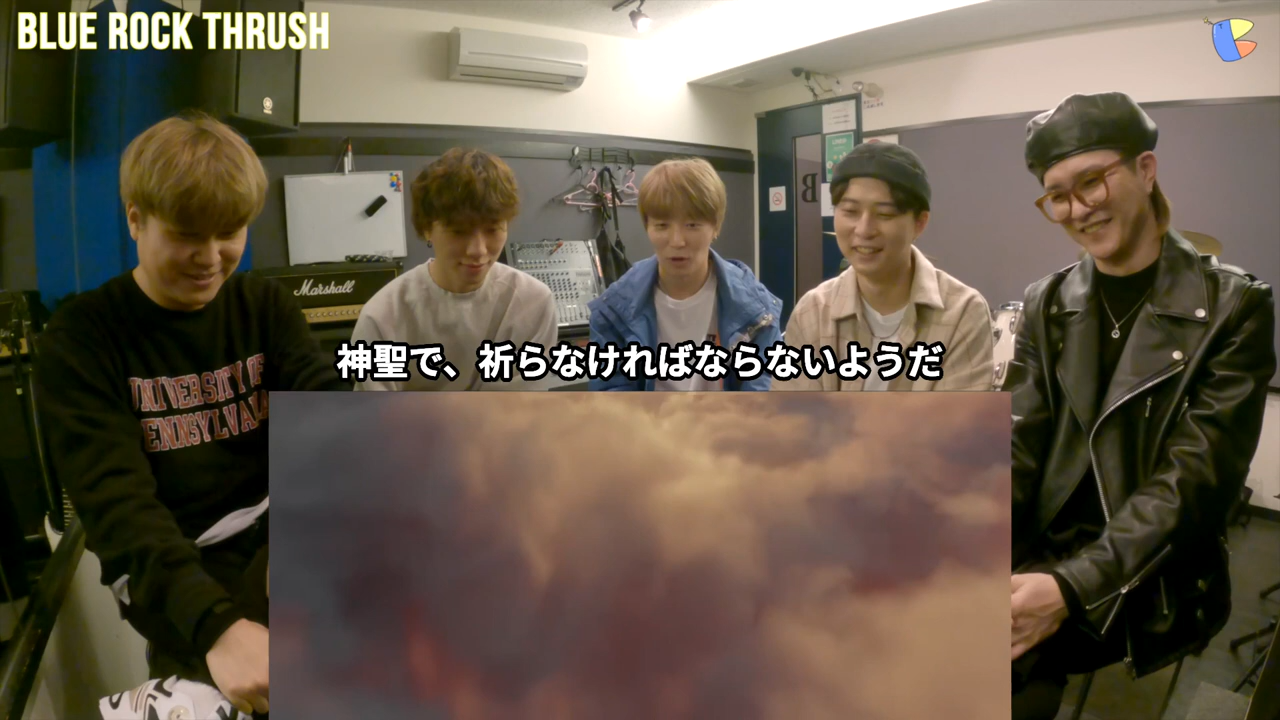 BLUE ROCK THRUSH
Marshall
B
UNIVERSITY OF
PENNSYLVA
神聖で、祈らなければならないようだ